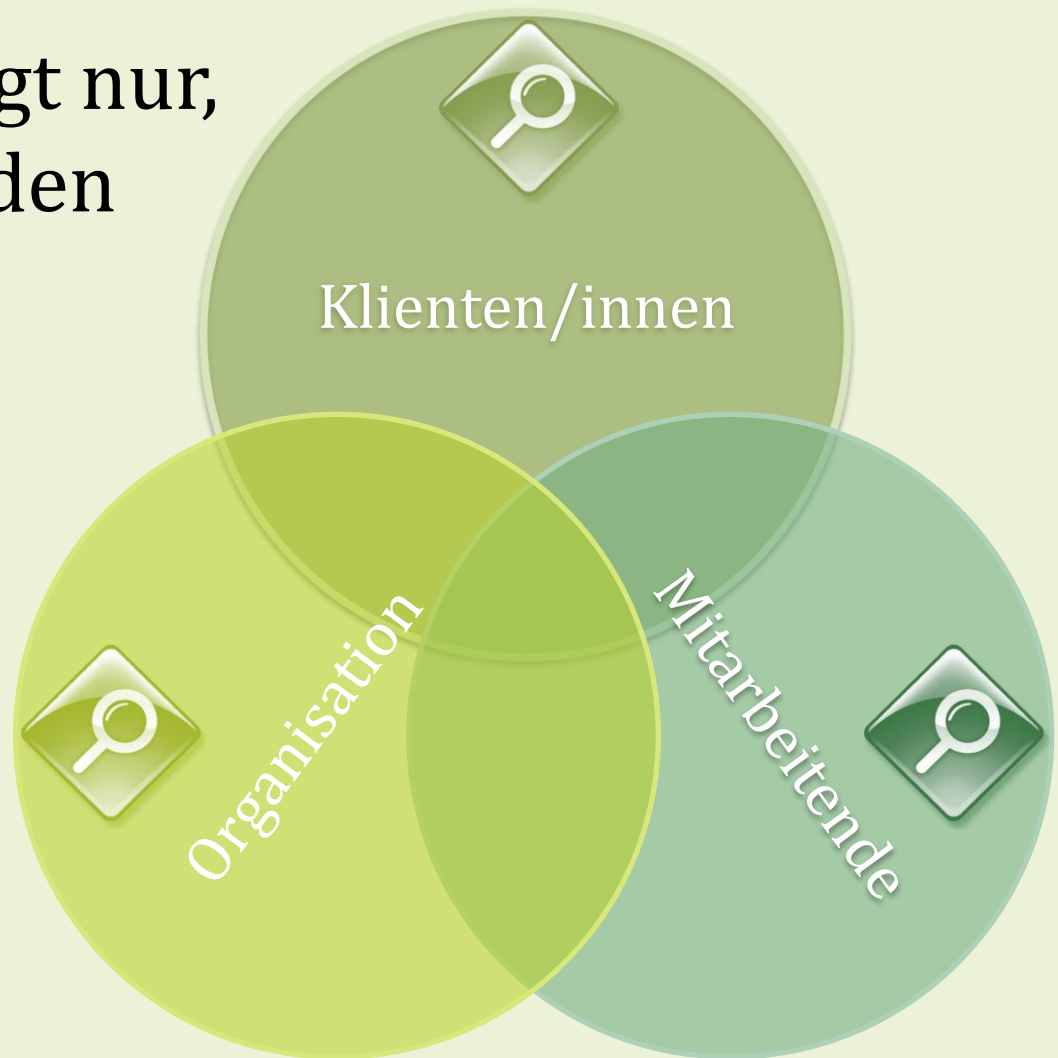 gt nur,
den
Klienten/innen
Organisation
Mitarbeitende